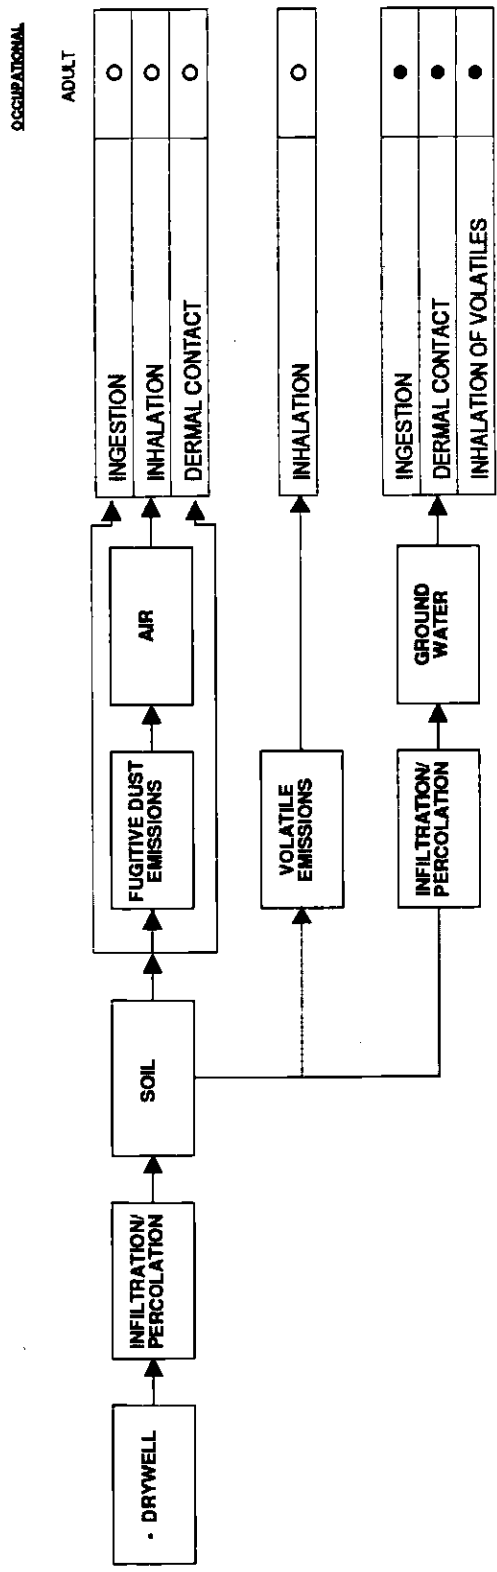 OCCUPATIONAL
ADULT
• DRYWELL
INFILTRATION/
PERCOLATION
SOIL
FUGITIVE DUST
EMISSIONS
AIR
INGESTION
INHALATION
DERMAL CONTACT
VOLATILE
EMISSIONS
INHALATION
INFILTRATION/
PERCOLATION
GROUND
WATER
INGESTION
DERMAL CONTACT
INHALATION OF VOLATILES